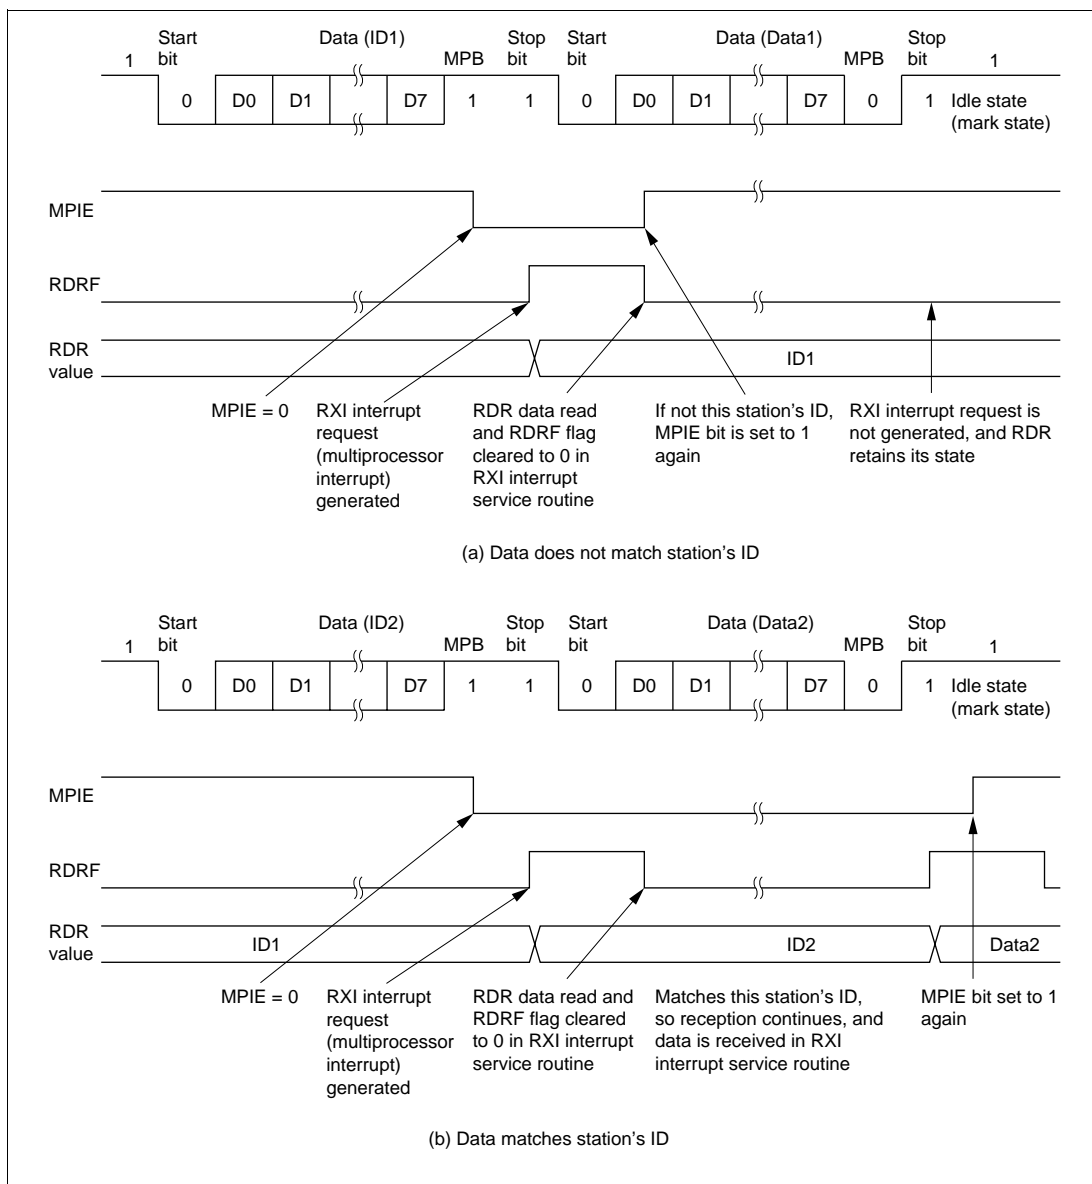 Start Data (ID1) Stop Start Data (Data1) Stop
1 bit MPB bit bit MPB bit 1
0 D0 D1 D7 1 1 0 D0 D1 D7 0 1 Idle state
(mark state)
MPIE
RDRF
RDR
value
ID1
MPIE = 0
RXI interrupt
request
(multiprocessor
interrupt)
generated
RDR data read
and RDRF flag
cleared to 0 in
RXI interrupt
service routine
If not this station's ID,
MPIE bit is set to 1
again
RXI interrupt request is
not generated, and RDR
retains its state
(a) Data does not match station's ID
Start Data (ID2) Stop Start Data (Data2) Stop
1 bit MPB bit bit MPB bit 1
0 D0 D1 D7 1 1 0 D0 D1 D7 0 1 Idle state
(mark state)
MPIE
RDRF
RDR
value
ID1 ID2 Data2
MPIE = 0
RXI interrupt
request
(multiprocessor
interrupt)
generated
RDR data read and
RDRF flag cleared
to 0 in RXI interrupt
service routine
Matches this station's ID,
so reception continues, and
data is received in RXI
interrupt service routine
MPIE bit set to 1
again
(b) Data matches station's ID